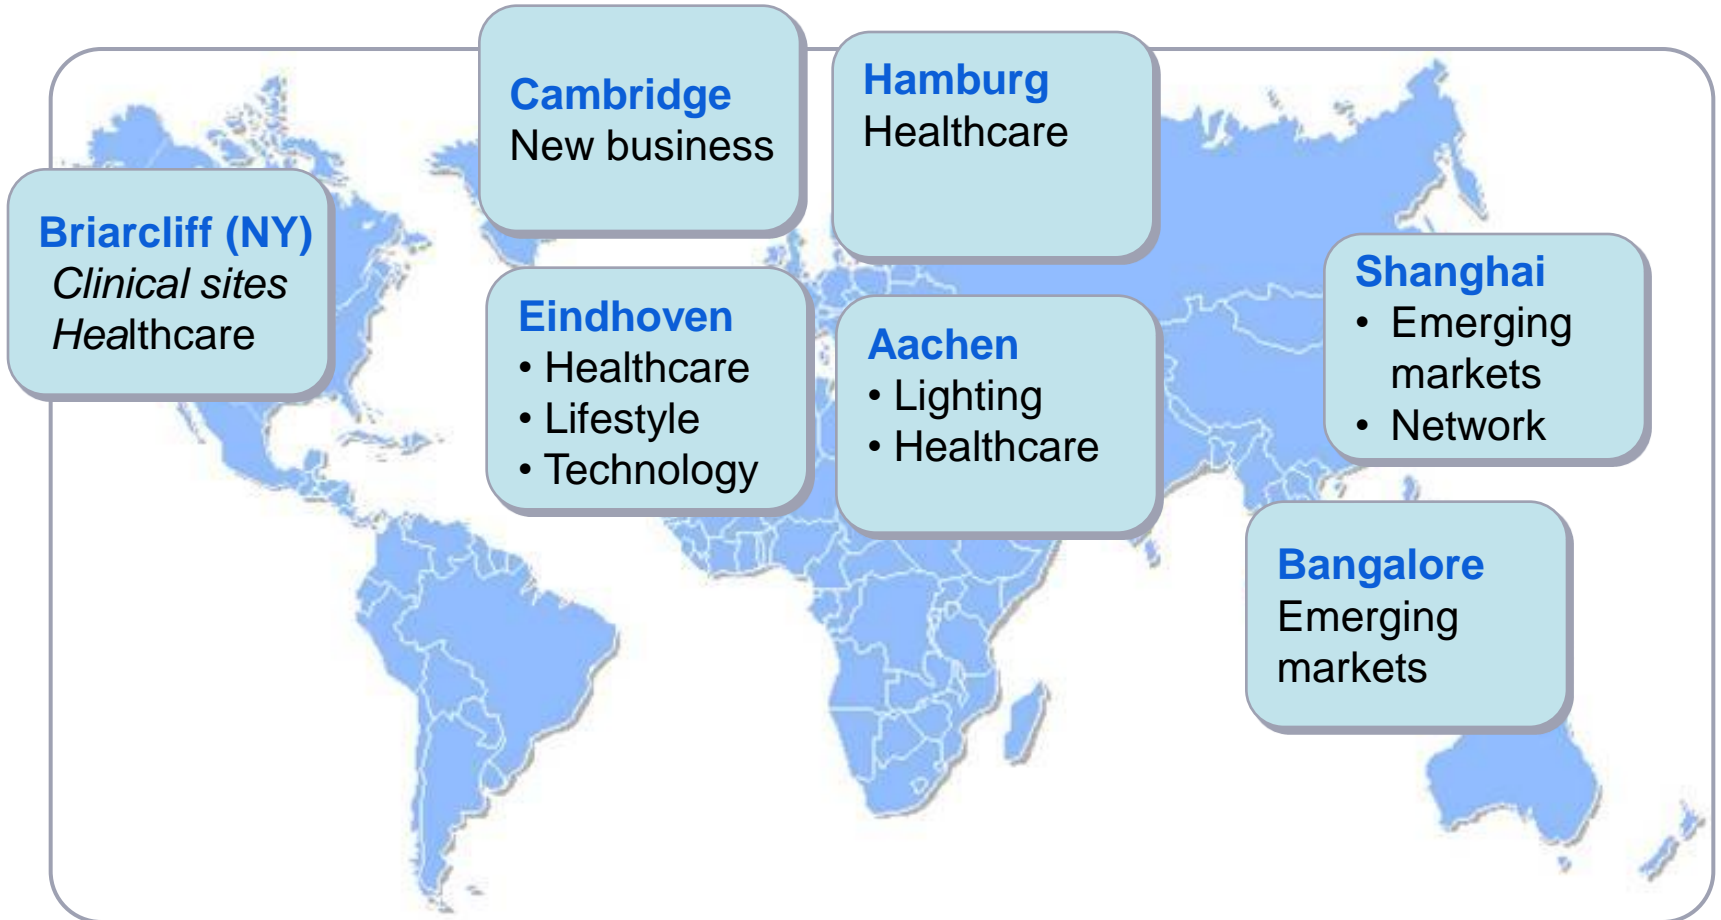 Cambridge
New business
Hamburg
Healthcare
Briarcliff (NY)
Clinical sites
Healthcare
Eindhoven
• Healthcare
• Lifestyle
• Technology
Aachen
• Lighting
• Healthcare
Shanghai
• Emerging
markets
• Network
Bangalore
Emerging
markets